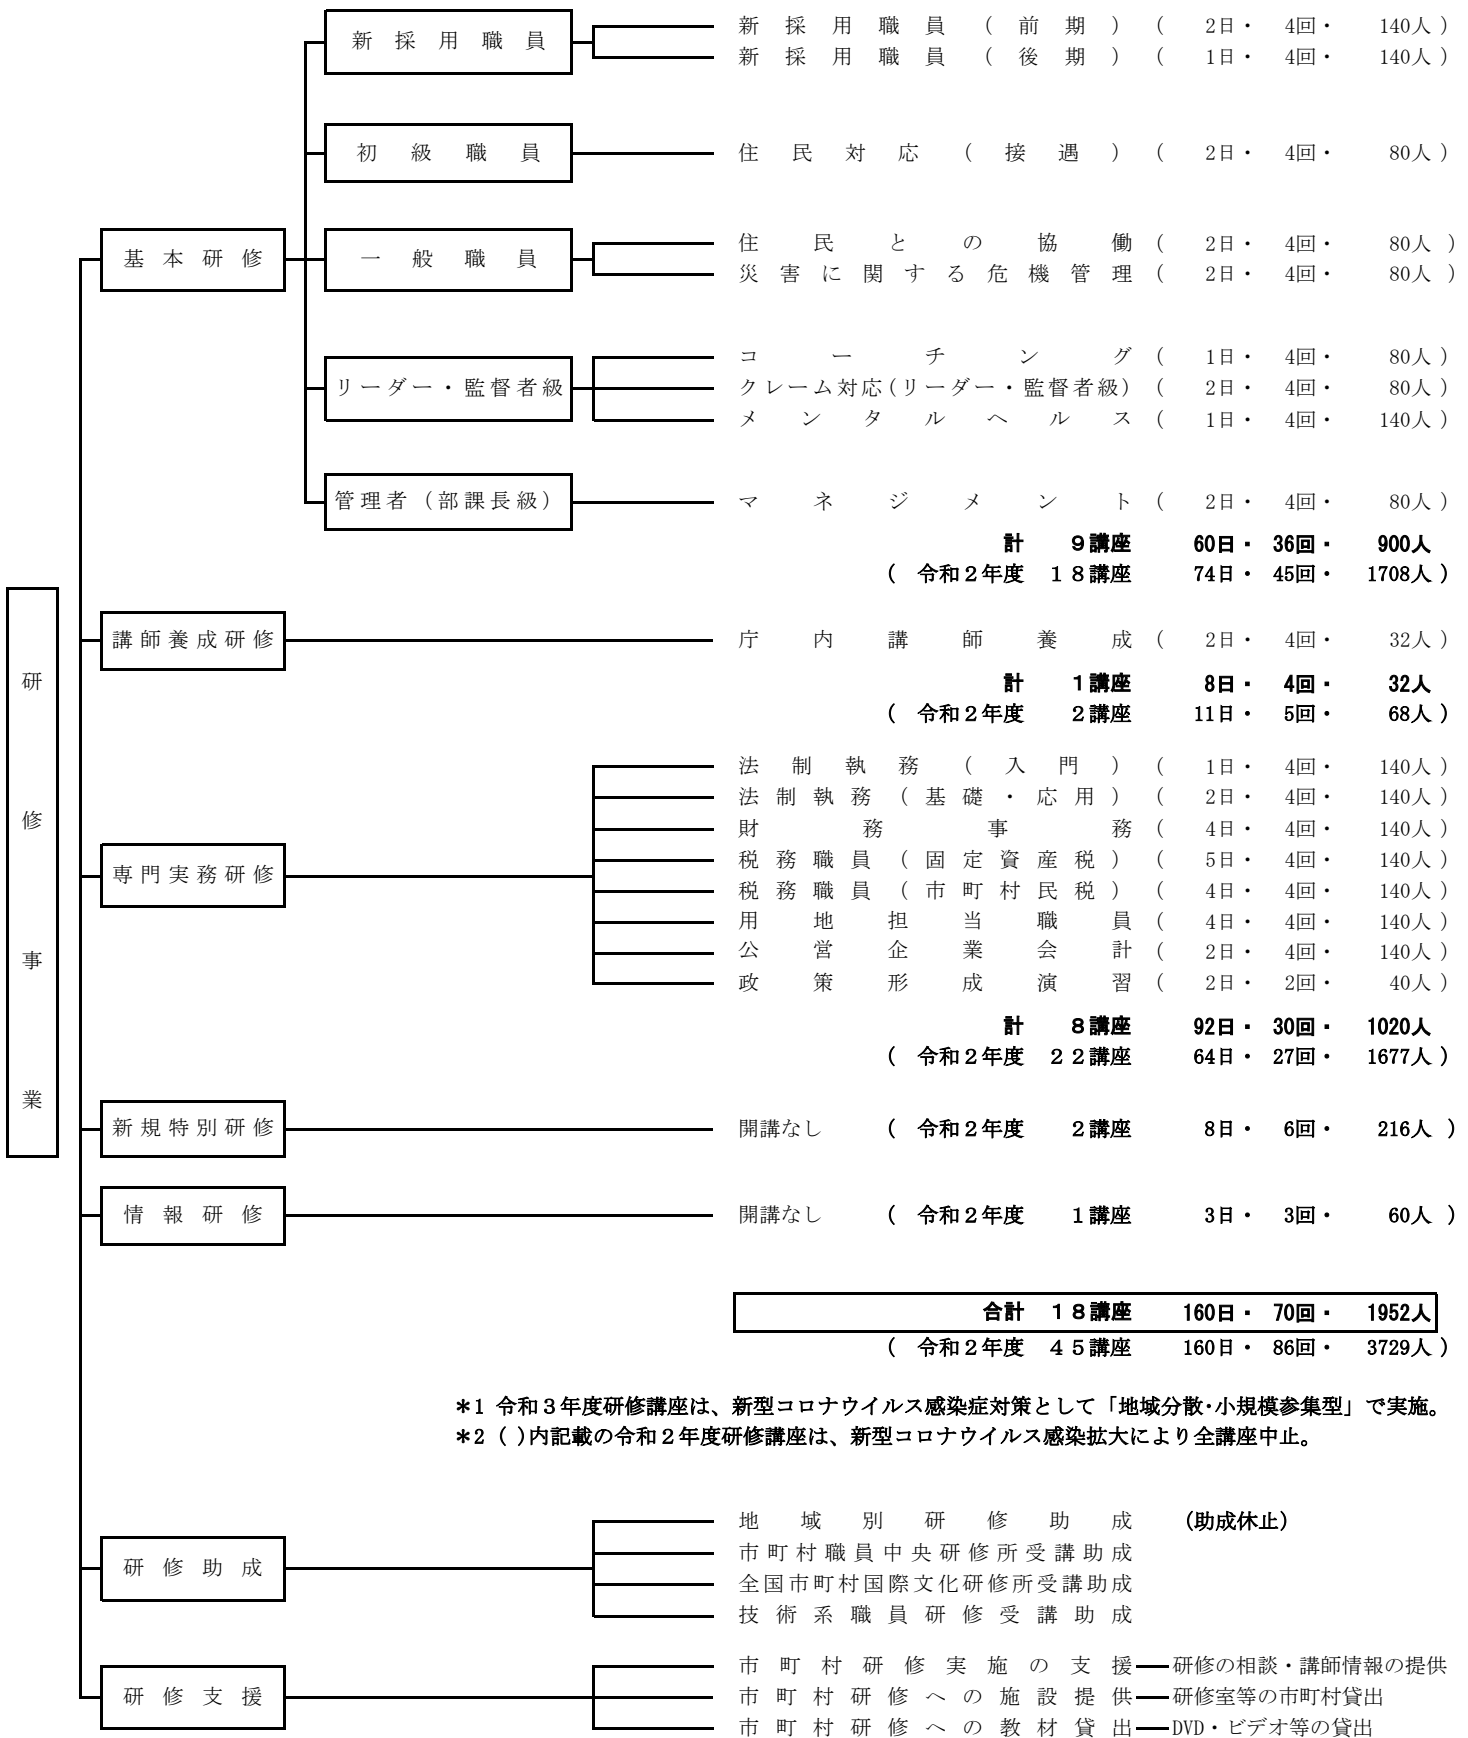 研修事業
基本研修
新採用職員
新採用職員（前期）（ 2日・ 4回・ 140人 ）
新採用職員（後期）（ 1日・ 4回・ 140人 ）
初級職員
住民対応（接遇）（ 2日・ 4回・ 80人 ）
一般職員
住民との協働（ 2日・ 4回・ 80人 ）
災害に関する危機管理（ 2日・ 4回・ 80人 ）
リーダー・監督者級
コーチング（ 1日・ 4回・ 80人 ）
クレーム対応(リーダー・監督者級)（ 2日・ 4回・ 80人 ）
メンタルヘルス（ 1日・ 4回・ 140人 ）
管理者（部課長級）
マネジメント（ 2日・ 4回・ 80人 ）
計 ９講座 60日・ 36回・ 900人
（ 令和２年度 １８講座 74日・ 45回・ 1708人 ）
講師養成研修
庁内講師養成（ 2日・ 4回・ 32人 ）
計 １講座 8日・ 4回・ 32人
（ 令和２年度 ２講座 11日・ 5回・ 68人 ）
専門実務研修
法制執務（入門）（ 1日・ 4回・ 140人 ）
法制執務（基礎・応用）（ 2日・ 4回・ 140人 ）
財務事務（ 4日・ 4回・ 140人 ）
税務職員（固定資産税）（ 5日・ 4回・ 140人 ）
税務職員（市町村民税）（ 4日・ 4回・ 140人 ）
用地担当職員（ 4日・ 4回・ 140人 ）
公営企業会計（ 2日・ 4回・ 140人 ）
政策形成演習（ 2日・ 2回・ 40人 ）
計 ８講座 92日・ 30回・ 1020人
（ 令和２年度 ２２講座 64日・ 27回・ 1677人 ）
新規特別研修
開講なし （ 令和２年度 ２講座 8日・ 6回・ 216人 ）
情報研修
開講なし （ 令和２年度 １講座 3日・ 3回・ 60人 ）
合計 １８講座 160日・ 70回・ 1952人
（ 令和２年度 ４５講座 160日・ 86回・ 3729人 ）
＊1 令和３年度研修講座は、新型コロナウイルス感染症対策として「地域分散･小規模参集型」で実施。
＊2 ( )内記載の令和２年度研修講座は、新型コロナウイルス感染拡大により全講座中止。
研修助成
地域別研修助成 (助成休止)
市町村職員中央研修所受講助成
全国市町村国際文化研修所受講助成
技術系職員研修受講助成
研修支援
市町村研修実施の支援 研修の相談・講師情報の提供
市町村研修への施設提供 研修室等の市町村貸出
市町村研修への教材貸出 DVD・ビデオ等の貸出